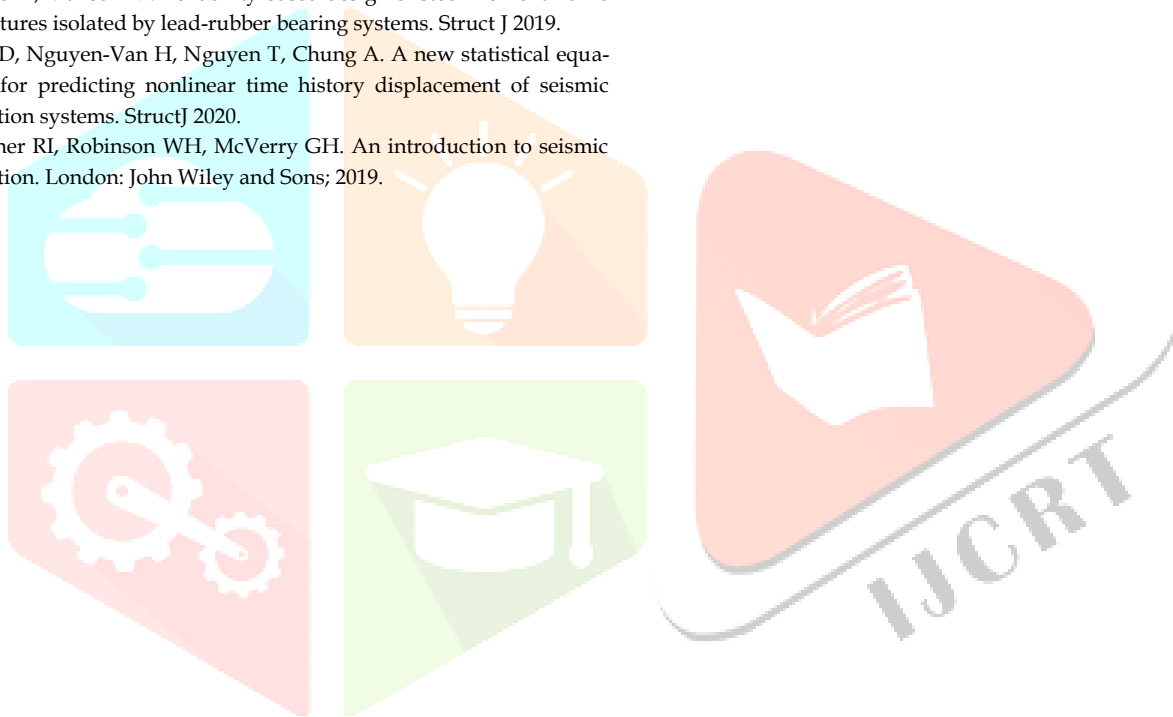 tures isolated by lead-rubber bearing systems. Struct J 2019.
D, Nguyen-Van H, Nguyen T, Chung A. A new statistical equa-
for predicting nonlinear time history displacement of seismic
tion systems. StructJ 2020.
ner RI, Robinson WH, McVerry GH. An introduction to seismic
tion. London: John Wiley and Sons; 2019.
IJCRT